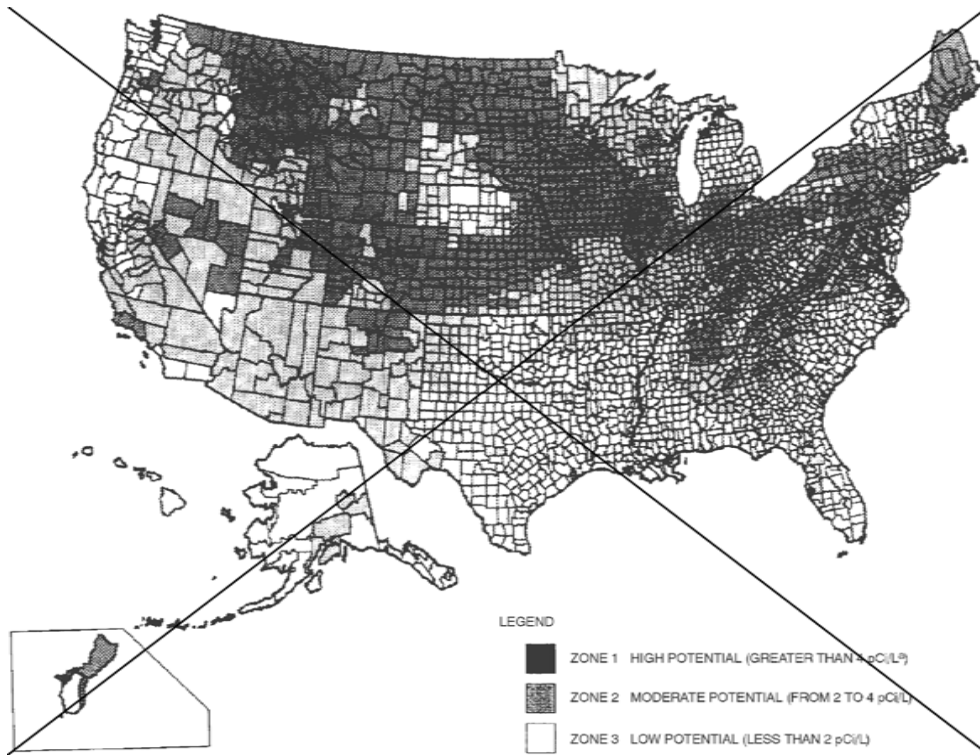 LEGEND
ZONE 1 HIGH POTENTIAL (GREATER THAN 4 pCi/Lª)
ZONE 2 MODERATE POTENTIAL (FROM 2 TO 4 pCi/L)
ZONE 3 LOW POTENTIAL (LESS THAN 2 pCi/L)